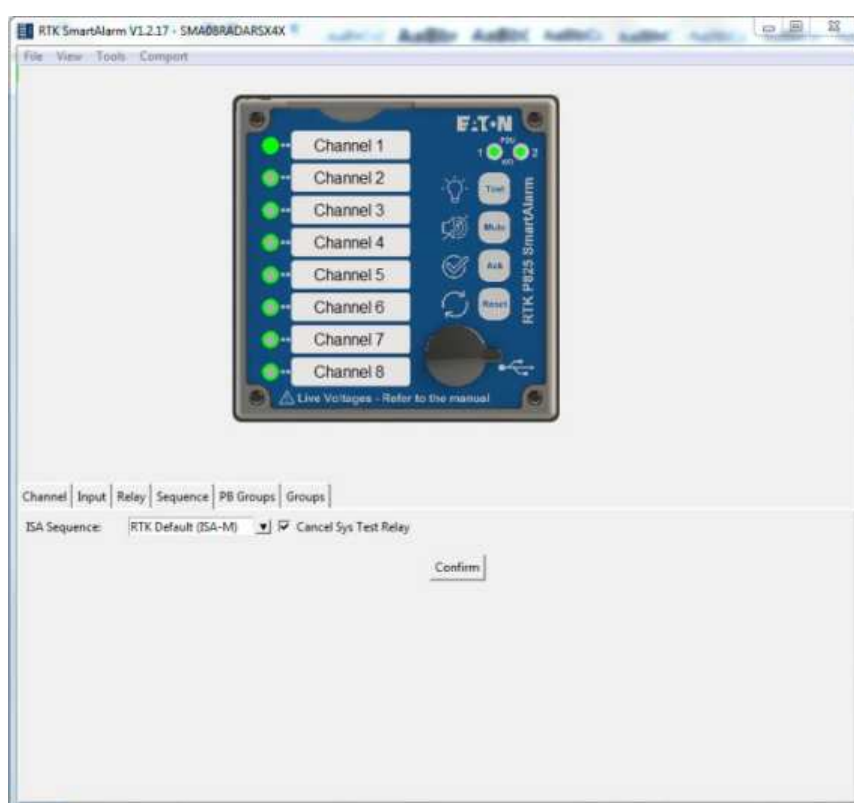 RTK SmartAlarm V1.2.17 - SMA08RADARSX4X
File View Tools Comport
EATON
Channel 1
PSU
1 2
Channel 2
Test
Channel 3
Mute
Channel 4
Channel 5
Ack
Channel 6
Reset
Channel 7
Channel 8
RTK P825 SmartAlarm
Live Voltages - Refer to the manual
Channel Input Relay Sequence PB Groups Groups
ISA Sequence: RTK Default (ISA-M) Cancel Sys Test Relay
Confirm